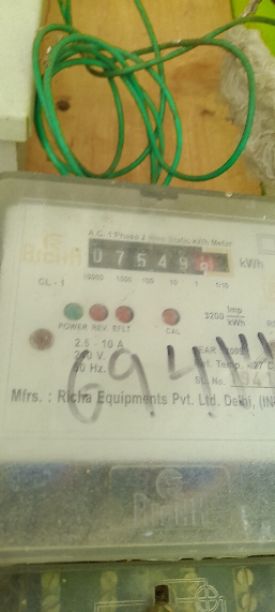 A.C. 1 Phase 2 Wire Static kWh Meter
075499 kWh
10000 1000 100 10 1 1/10
CL - 1
3200 Imp/kWh
POWER REV. EFLT CAL
2.5 - 10 A
240 V.
50 Hz.
6944
Ref. Temp. 27 C
Sl. No.
Mfrs. : Richa Equipments Pvt. Ltd. Delhi, (IN